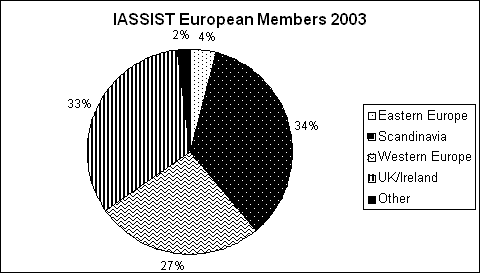 IASSIST European Members 2003
2%
4%
33%
34%
27%
Eastern Europe
Scandinavia
Western Europe
UK/Ireland
Other